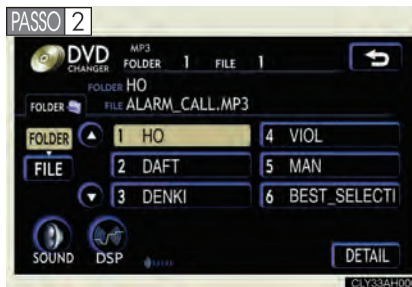 PASSO 2
DVD CHANGER MP3 FOLDER 1 FILE 1
FOLDER HO
FILE ALARM_CALL.MP3
FOLDER
FOLDER 1 HO 4 VIOL
FILE 2 DAFT 5 MAN
3 DENKI 6 BEST_SELECTI
SOUND DSP DETAIL
CLY33AH00